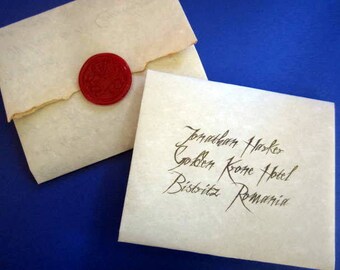 Jonathan Harker
Golden Krone Hotel
Bistritz Romania